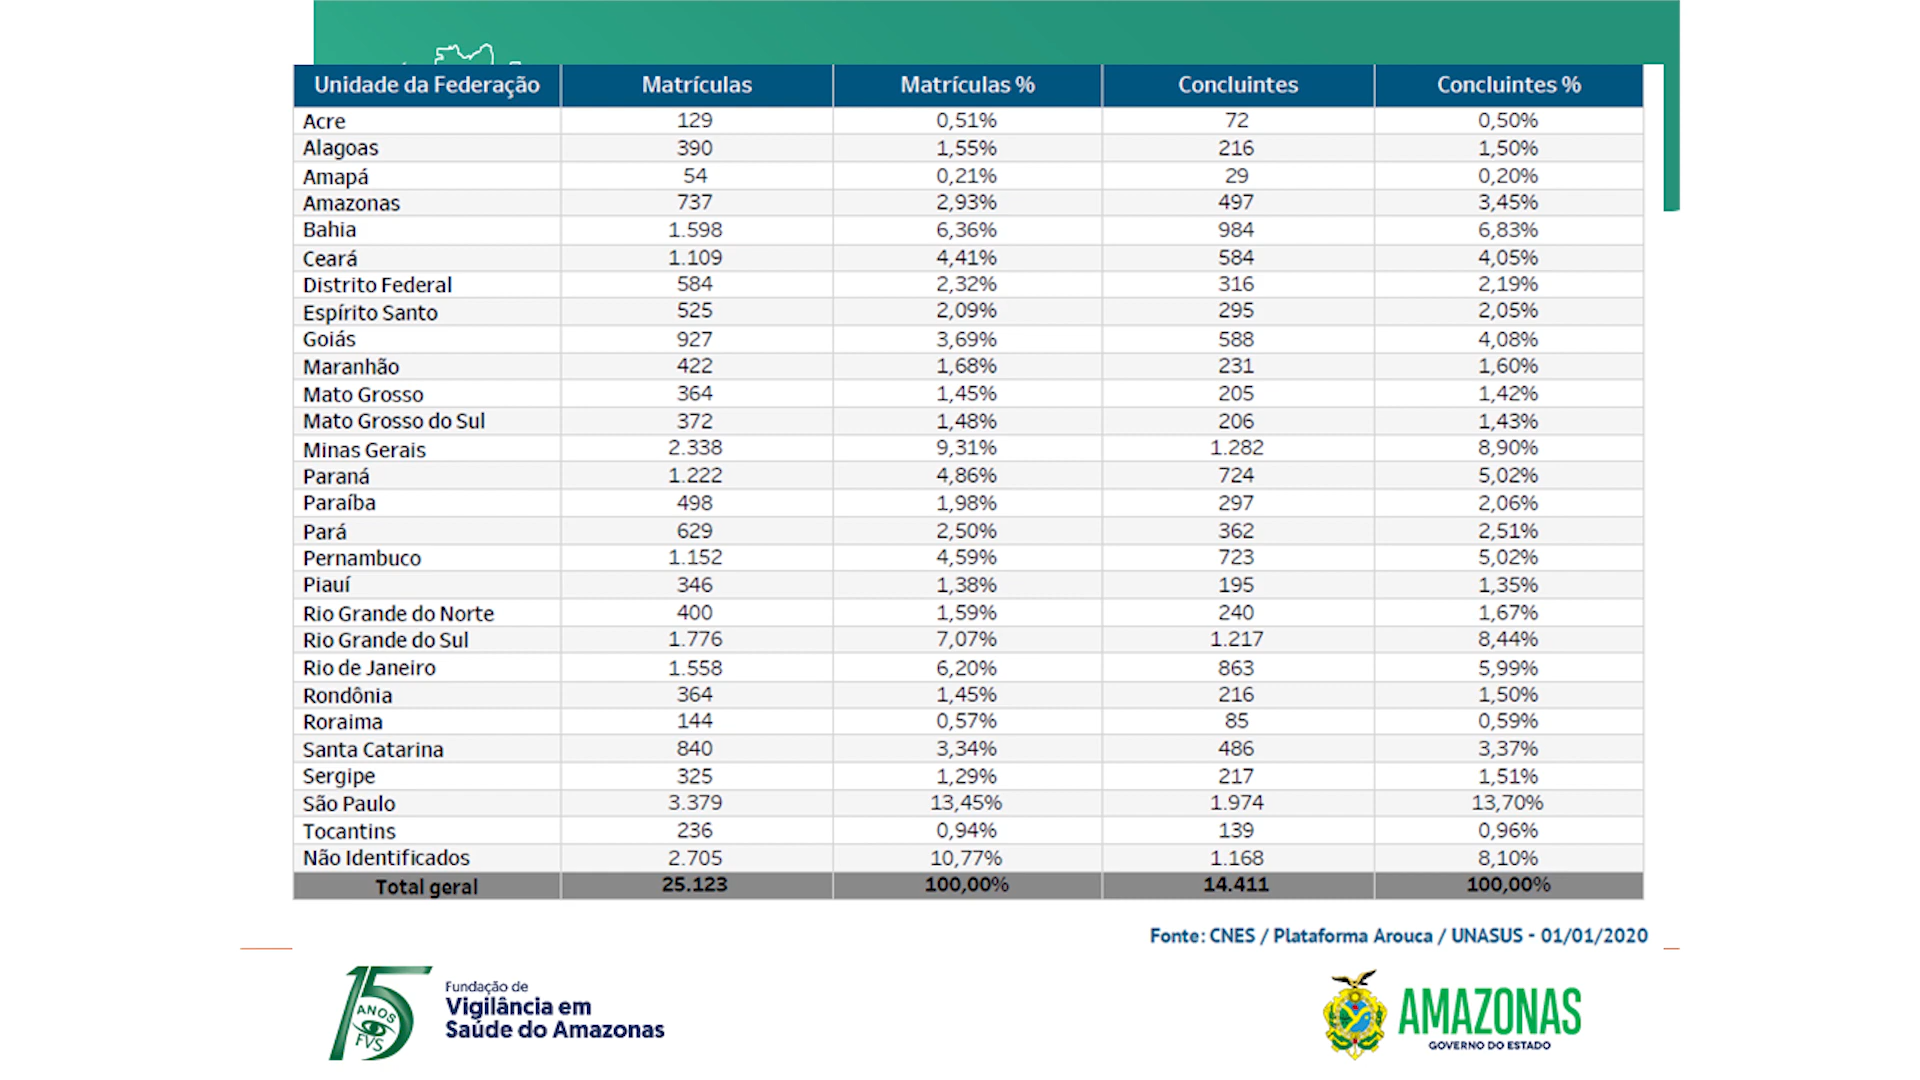 Unidade da Federação Matrículas Matrículas % Concluintes Concluintes %
Acre 129 0,51% 72 0,50%
Alagoas 390 1,55% 216 1,50%
Amapá 54 0,21% 29 0,20%
Amazonas 737 2,93% 497 3,45%
Bahia 1.598 6,36% 984 6,83%
Ceará 1.109 4,41% 584 4,05%
Distrito Federal 584 2,32% 316 2,19%
Espírito Santo 525 2,09% 295 2,05%
Goiás 927 3,69% 588 4,08%
Maranhão 422 1,68% 231 1,60%
Mato Grosso 364 1,45% 205 1,42%
Mato Grosso do Sul 372 1,48% 206 1,43%
Minas Gerais 2.338 9,31% 1.282 8,90%
Paraná 1.222 4,86% 724 5,02%
Paraíba 498 1,98% 297 2,06%
Pará 629 2,50% 362 2,51%
Pernambuco 1.152 4,59% 723 5,02%
Piauí 346 1,38% 195 1,35%
Rio Grande do Norte 400 1,59% 240 1,67%
Rio Grande do Sul 1.776 7,07% 1.217 8,44%
Rio de Janeiro 1.558 6,20% 863 5,99%
Rondônia 364 1,45% 216 1,50%
Roraima 144 0,57% 85 0,59%
Santa Catarina 840 3,34% 486 3,37%
Sergipe 325 1,29% 217 1,51%
São Paulo 3.379 13,45% 1.974 13,70%
Tocantins 236 0,94% 139 0,96%
Não Identificados 2.705 10,77% 1.168 8,10%
Total geral 25.123 100,00% 14.411 100,00%
Fonte: CNES / Plataforma Arouca / UNASUS - 01/01/2020
15
ANOS
FVS
Fundação de
Vigilância em
Saúde do Amazonas
AMAZONAS
GOVERNO DO ESTADO